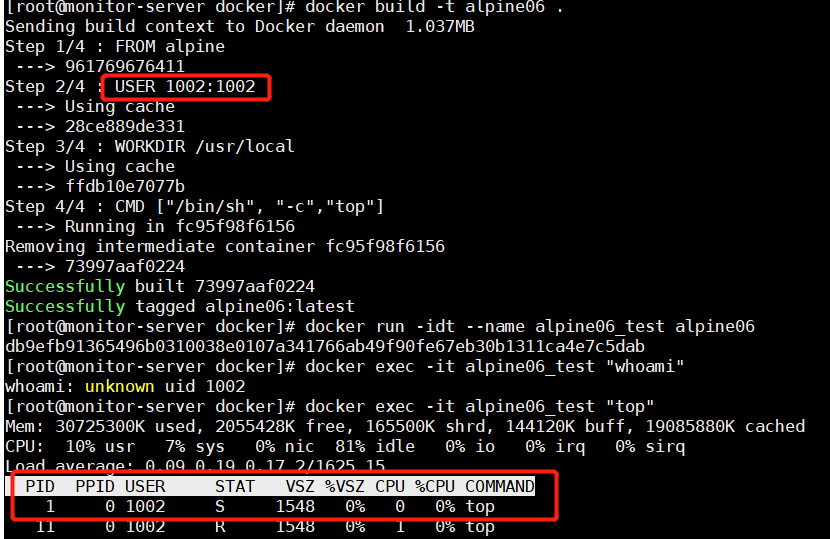 [root@monitor-server docker]# docker build -t alpine06 .
Sending build context to Docker daemon  1.037MB
Step 1/4 : FROM alpine
 ---> 961769676411
Step 2/4 : USER 1002:1002
 ---> Using cache
 ---> 28ce889de331
Step 3/4 : WORKDIR /usr/local
 ---> Using cache
 ---> ffdb10e7077b
Step 4/4 : CMD ["/bin/sh", "-c","top"]
 ---> Running in fc95f98f6156
Removing intermediate container fc95f98f6156
 ---> 73997aaf0224
Successfully built 73997aaf0224
Successfully tagged alpine06:latest
[root@monitor-server docker]# docker run -idt --name alpine06_test alpine06
db9efb91365496b0310038e0107a341766ab49f90fe67eb30b1311ca4e7c5dab
[root@monitor-server docker]# docker exec -it alpine06_test "whoami"
whoami: unknown uid 1002
[root@monitor-server docker]# docker exec -it alpine06_test "top"
Mem: 30725300K used, 2055428K free, 165500K shrd, 144120K buff, 19085880K cached
CPU:  10% usr   7% sys   0% nic  81% idle   0% io   0% irq   0% sirq
Load average: 0.09 0.19 0.17 2/1625 15
  PID  PPID USER     STAT   VSZ %VSZ CPU %CPU COMMAND
    1     0 1002     S     1548   0%   0   0% top
   11     0 1002     R     1548   0%   1   0% top